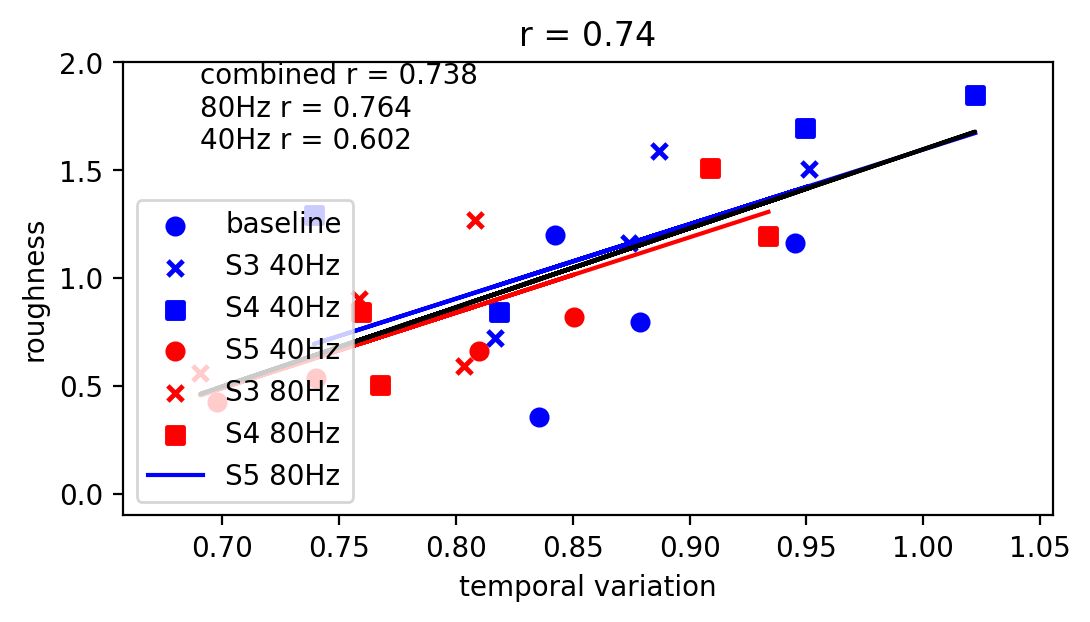 r = 0.74
combined r = 0.738
80Hz r = 0.764
40Hz r = 0.602
2.0
1.5
1.0
0.5
0.0
roughness
baseline
S3 40Hz
S4 40Hz
S5 40Hz
S3 80Hz
S4 80Hz
S5 80Hz
0.70 0.75 0.80 0.85 0.90 0.95 1.00 1.05
temporal variation